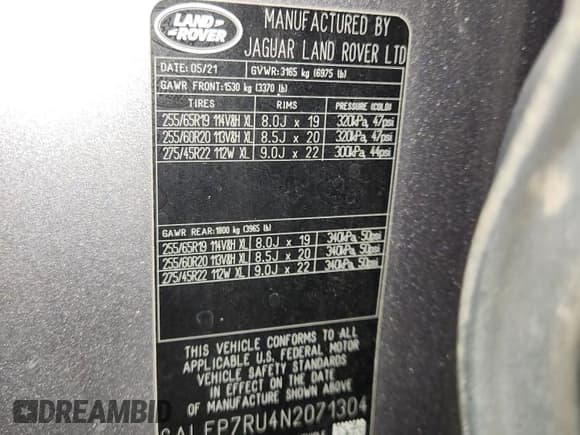 LAND
ROVER
MANUFACTURED BY
JAGUAR LAND ROVER LTD
DATE: 05/21 GVWR: 3165 kg (6975 lb)
GAWR FRONT: 1530 kg (3370 lb)
TIRES RIMS PRESSURE (COLD)
255/65R19 114V&H XL 8.0J x 19 320kPa, 47psi
255/60R20 113V&H XL 8.5J x 20 320kPa, 47psi
275/45R22 112W XL 9.0J x 22 300kPa, 44psi
GAWR REAR: 1800 kg (3965 lb)
255/65R19 114V&H XL 8.0J x 19 340kPa, 50psi
255/60R20 113V&H XL 8.5J x 20 340kPa, 50psi
275/45R22 112W XL 9.0J x 22 340kPa, 50psi
THIS VEHICLE CONFORMS TO ALL
APPLICABLE U.S. FEDERAL MOTOR
VEHICLE SAFETY STANDARDS
IN EFFECT ON THE DATE OF
MANUFACTURE SHOWN ABOVE
SALEP7RU4N2071304
DREAMBID.COM